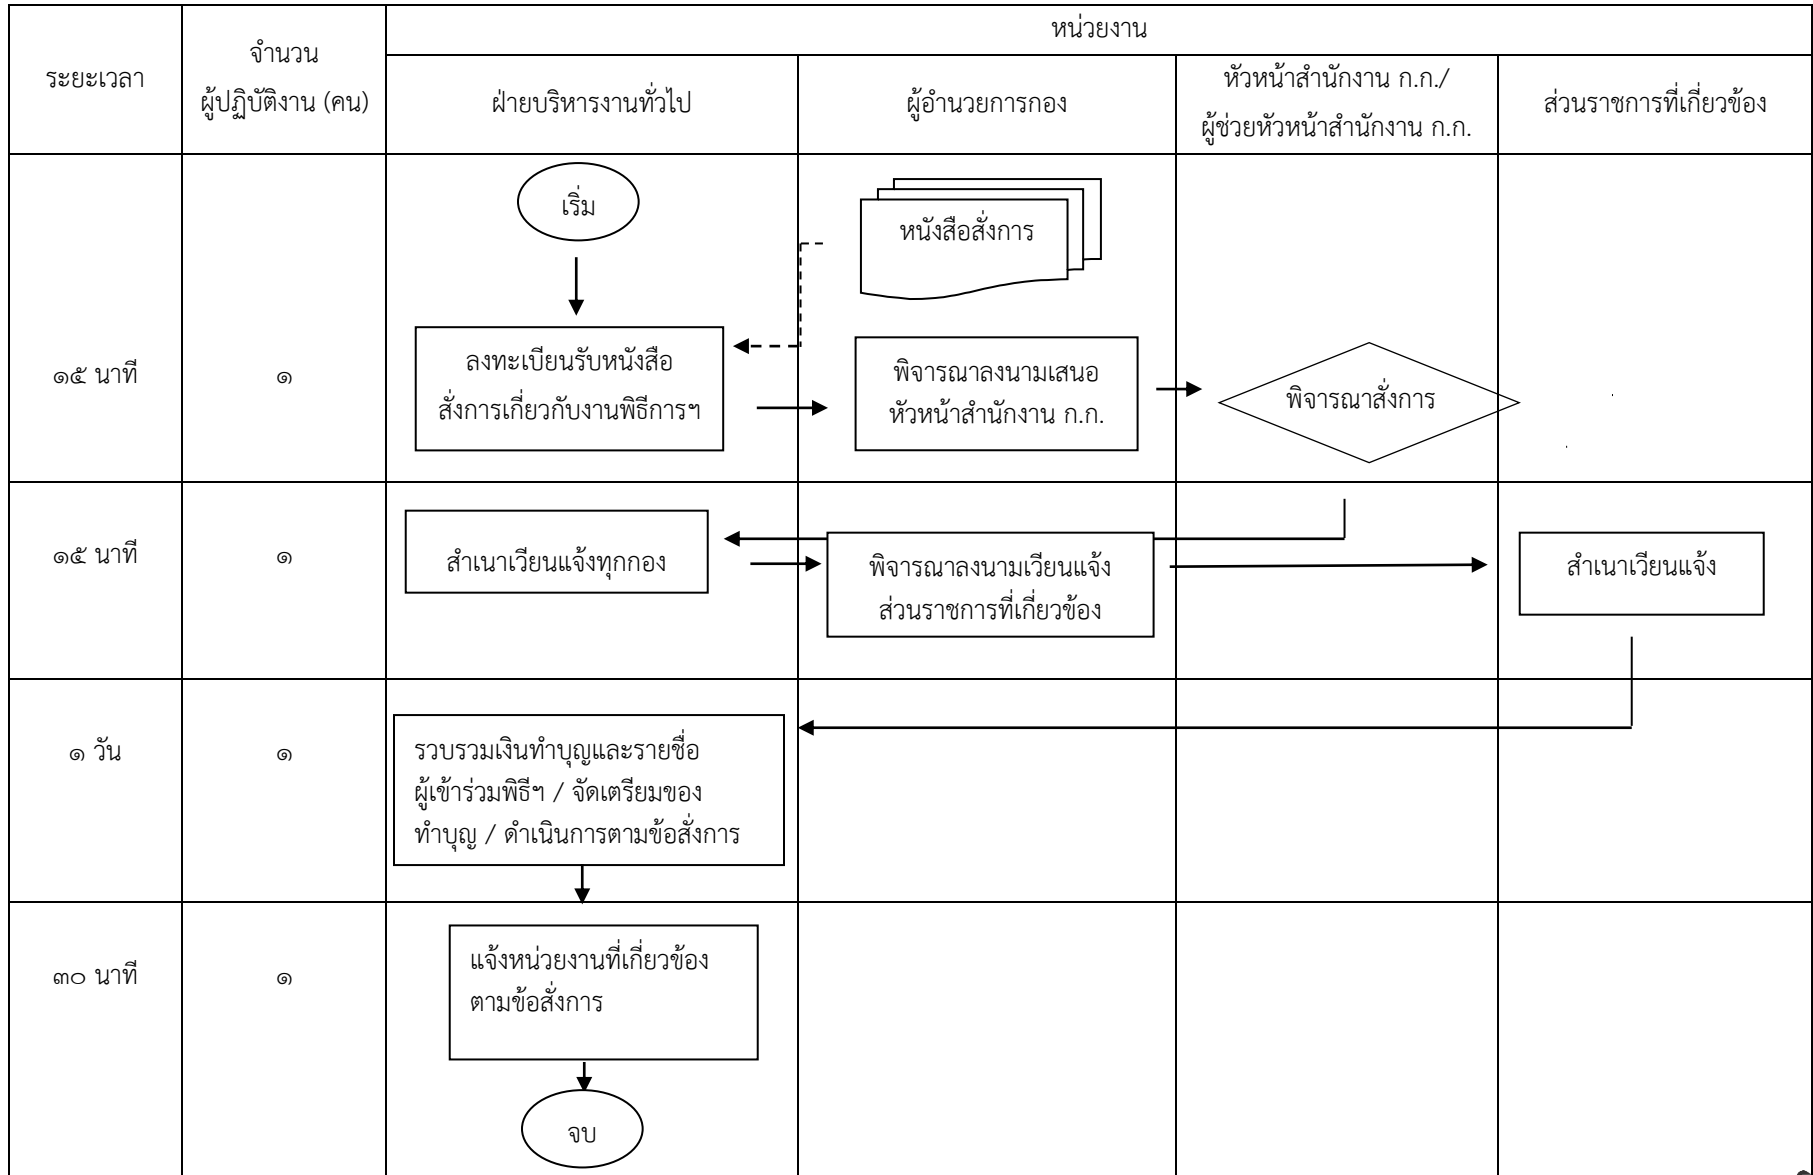 หน่วยงาน
ระยะเวลา
จำนวน
ผู้ปฏิบัติงาน (คน)
ฝ่ายบริหารงานทั่วไป
ผู้อำนวยการกอง
หัวหน้าสำนักงาน ก.ก./
ผู้ช่วยหัวหน้าสำนักงาน ก.ก.
ส่วนราชการที่เกี่ยวข้อง
เริ่ม
หนังสือสั่งการ
๑๕ นาที
๑
ลงทะเบียนรับหนังสือ
สั่งการเกี่ยวกับงานพิธีการฯ
พิจารณาลงนามเสนอ
หัวหน้าสำนักงาน ก.ก.
พิจารณาสั่งการ
๑๕ นาที
๑
สำเนาเวียนแจ้งทุกกอง
พิจารณาลงนามเวียนแจ้ง
ส่วนราชการที่เกี่ยวข้อง
สำเนาเวียนแจ้ง
๑ วัน
๑
รวบรวมเงินทำบุญและรายชื่อ
ผู้เข้าร่วมพิธีฯ / จัดเตรียมของ
ทำบุญ / ดำเนินการตามข้อสั่งการ
๓๐ นาที
๑
แจ้งหน่วยงานที่เกี่ยวข้อง
ตามข้อสั่งการ
จบ